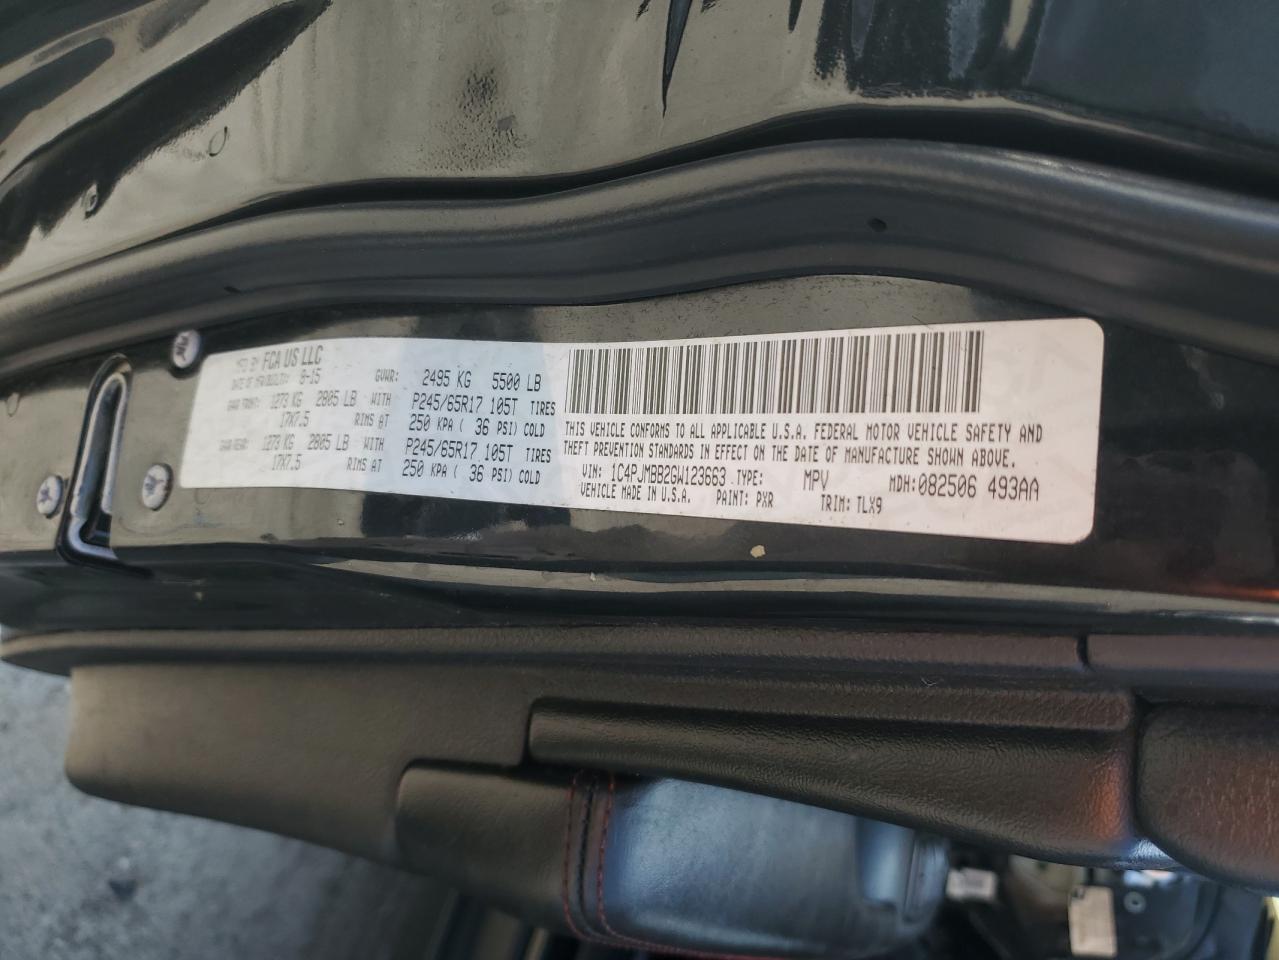 MFD BY FCA US LLC
DATE OF MFR 8-15 GVWR: 2495 KG 5500 LB
GAWR FRONT: 1273 KG 2805 LB WITH P245/65R17 105T TIRES
17X7.5 RIMS AT 250 KPA ( 36 PSI) COLD
GAWR REAR: 1273 KG 2805 LB WITH P245/65R17 105T TIRES
17X7.5 RIMS AT 250 KPA ( 36 PSI) COLD
THIS VEHICLE CONFORMS TO ALL APPLICABLE U.S.A. FEDERAL MOTOR VEHICLE SAFETY AND
THEFT PREVENTION STANDARDS IN EFFECT ON THE DATE OF MANUFACTURE SHOWN ABOVE.
VIN: 1C4PJMBB2GW123663 TYPE: MPV MDH: 082506 493AA
VEHICLE MADE IN U.S.A. PAINT: PXR TRIM: TLX9